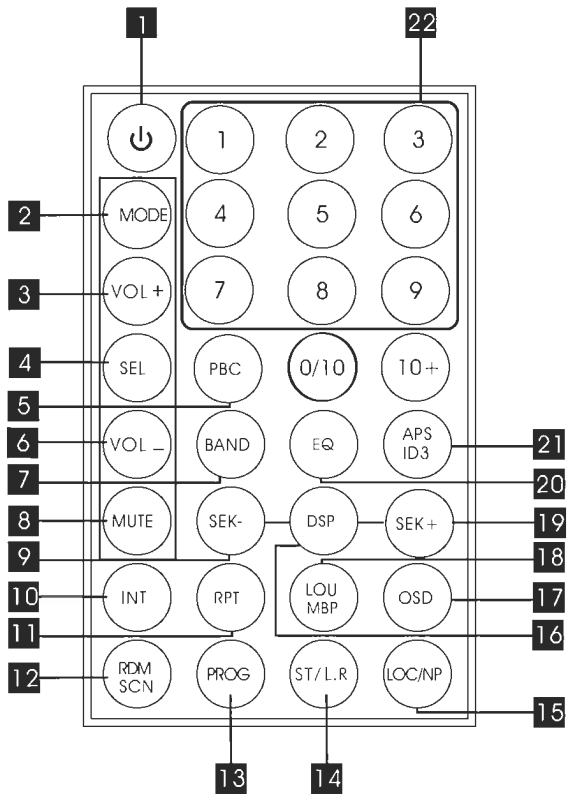 1 22
1 2 3
2 MODE 4 5 6
3 VOL + 7 8 9
4 SEL PBC 0/10 10+
5
6 VOL - BAND EQ APS
ID3 21
7 20
8 MUTE SEK- DSP SEK+ 19
9 18
10 INT RPT LOU
MBP OSD 17
11 16
12 RDM
SCN PROG ST/L.R LOC/NP
15
13 14